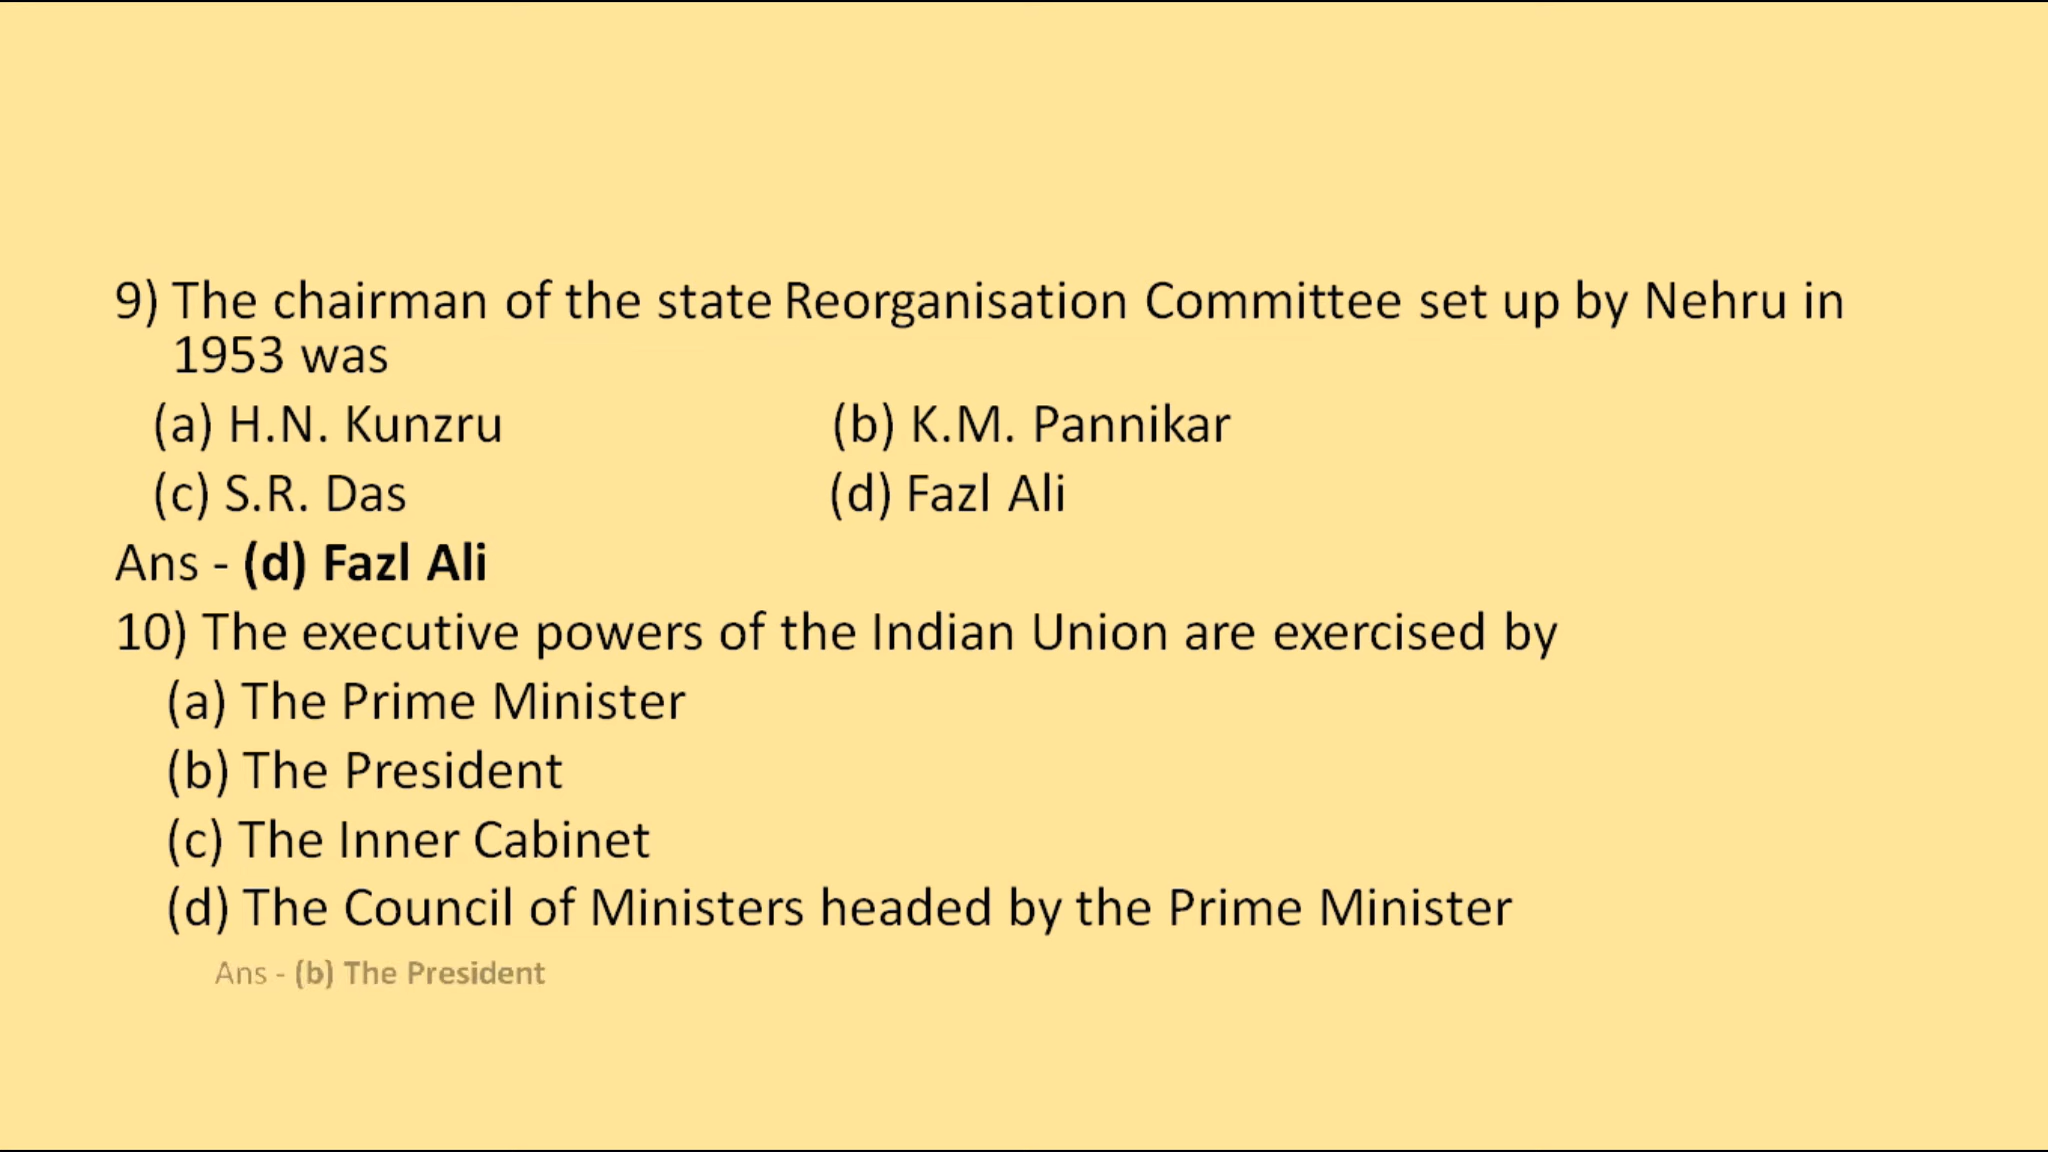 9) The chairman of the state Reorganisation Committee set up by Nehru in
1953 was
(a) H.N. Kunzru (b) K.M. Pannikar
(c) S.R. Das (d) Fazl Ali
Ans - (d) Fazl Ali
10) The executive powers of the Indian Union are exercised by
(a) The Prime Minister
(b) The President
(c) The Inner Cabinet
(d) The Council of Ministers headed by the Prime Minister
Ans - (b) The President